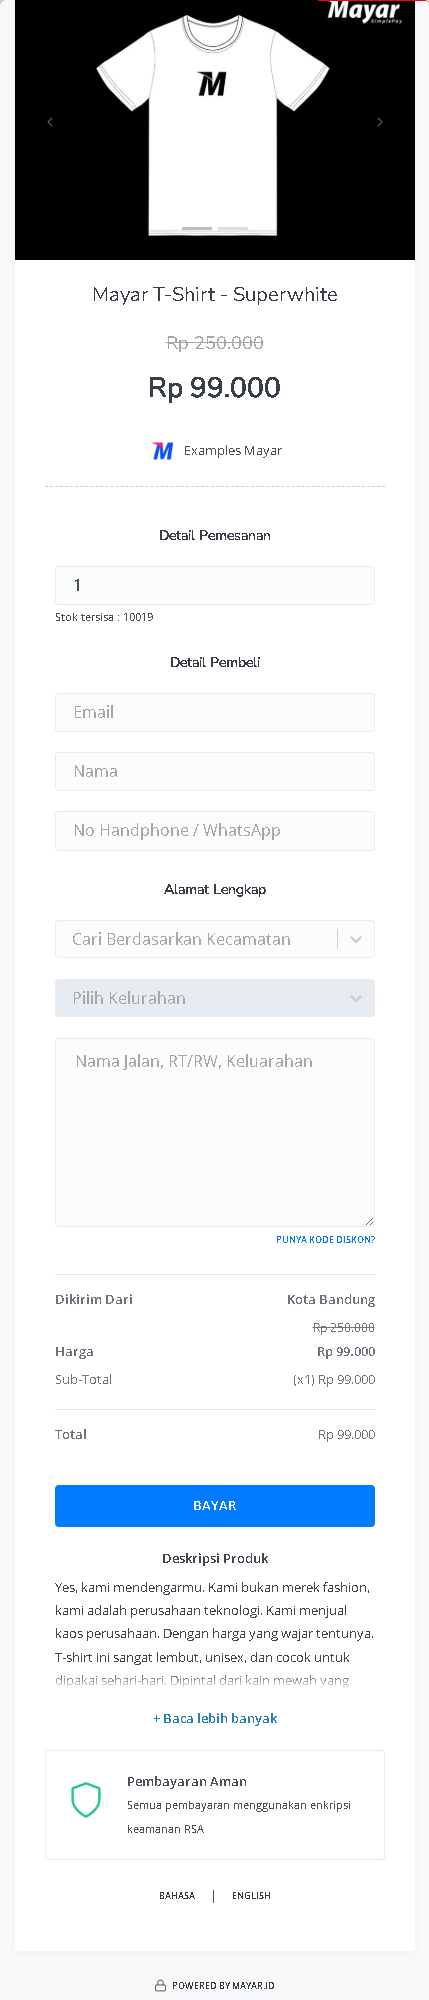 Mayar
SimplePay
M
Mayar T-Shirt - Superwhite
Rp 250.000
Rp 99.000
M Examples Mayar
Detail Pemesanan
1
Stok tersisa : 10019
Detail Pembeli
Email
Nama
No Handphone / WhatsApp
Alamat Lengkap
Cari Berdasarkan Kecamatan
Pilih Kelurahan
Nama Jalan, RT/RW, Keluarahan
PUNYA KODE DISKON?
Dikirim Dari Kota Bandung
Rp 250.000
Harga Rp 99.000
Sub-Total (x1) Rp 99.000
Total Rp 99.000
BAYAR
Deskripsi Produk
Yes, kami mendengarmu. Kami bukan merek fashion,
kami adalah perusahaan teknologi. Kami menjual
kaos perusahaan. Dengan harga yang wajar tentunya.
T-shirt ini sangat lembut, unisex, dan cocok untuk
dipakai sehari-hari. Dipintal dari kain mewah yang
+ Baca lebih banyak
Pembayaran Aman
Semua pembayaran menggunakan enkripsi
keamanan RSA
BAHASA | ENGLISH
POWERED BY MAYAR.ID